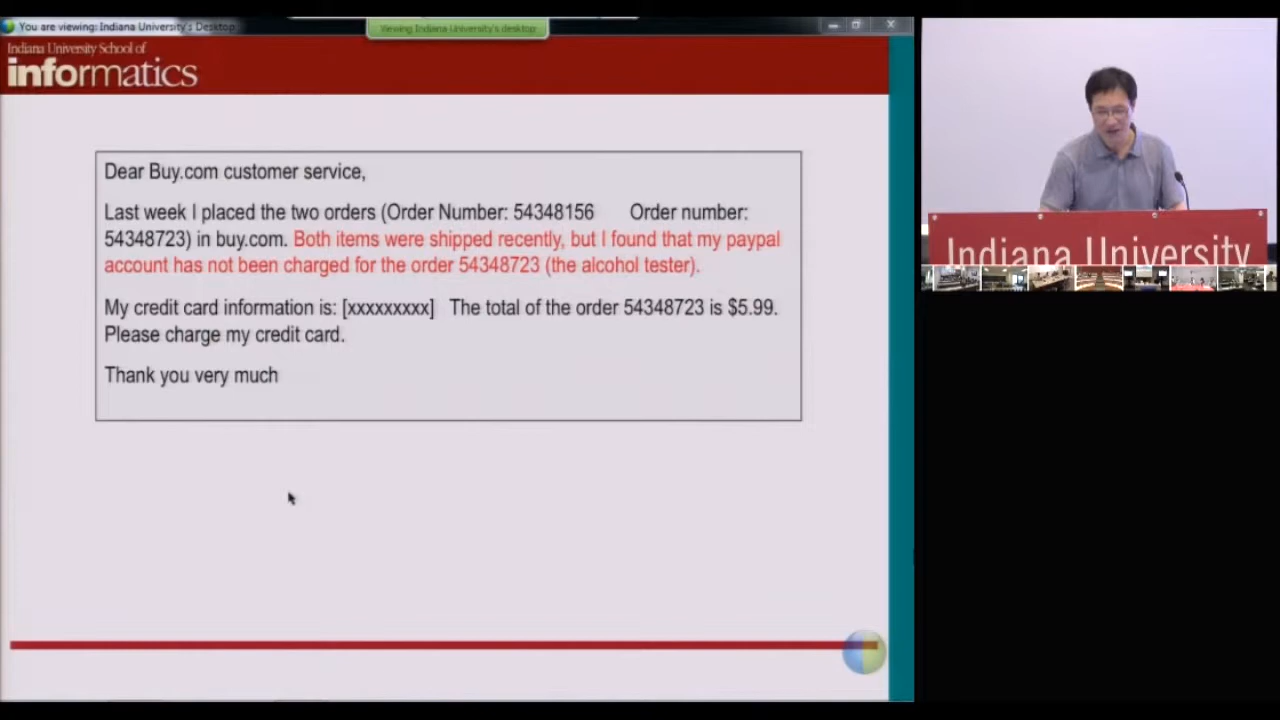 You are viewing: Indiana University's Desktop
Viewing Indiana University's desktop
Indiana University School of
informatics
Dear Buy.com customer service,
Last week I placed the two orders (Order Number: 54348156 Order number:
54348723) in buy.com. Both items were shipped recently, but I found that my paypal
account has not been charged for the order 54348723 (the alcohol tester).
My credit card information is: [xxxxxxxxx] The total of the order 54348723 is $5.99.
Please charge my credit card.
Thank you very much
Indiana University